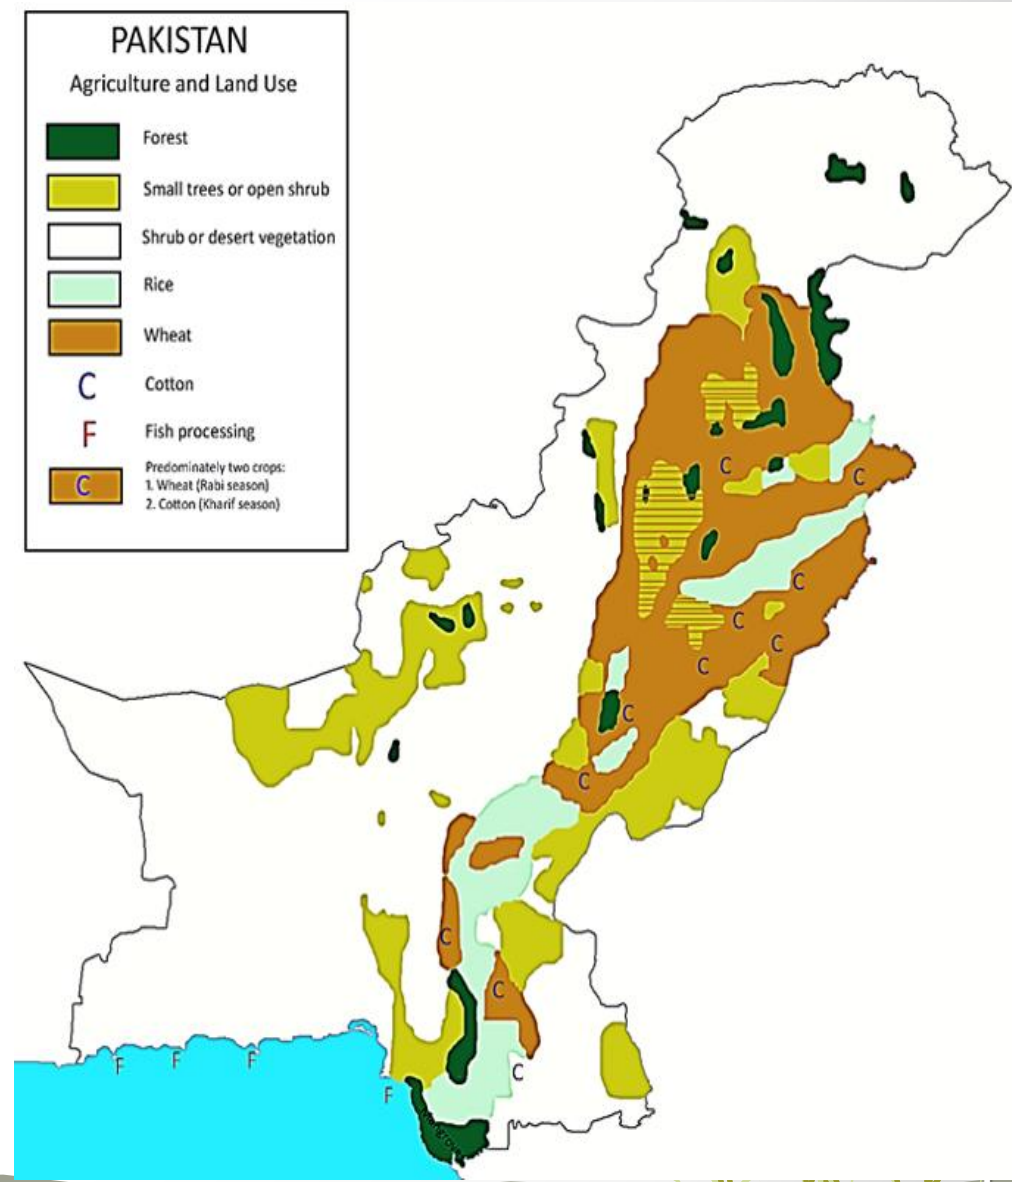 PAKISTAN
Agriculture and Land Use
Forest
Small trees or open shrub
Shrub or desert vegetation
Rice
Wheat
C Cotton
F Fish processing
Predominately two crops:
C 1. Wheat (Rabi season)
2. Cotton (Kharif season)
C
C
C
C
C
C
C
C
C
C
F F F
C
F